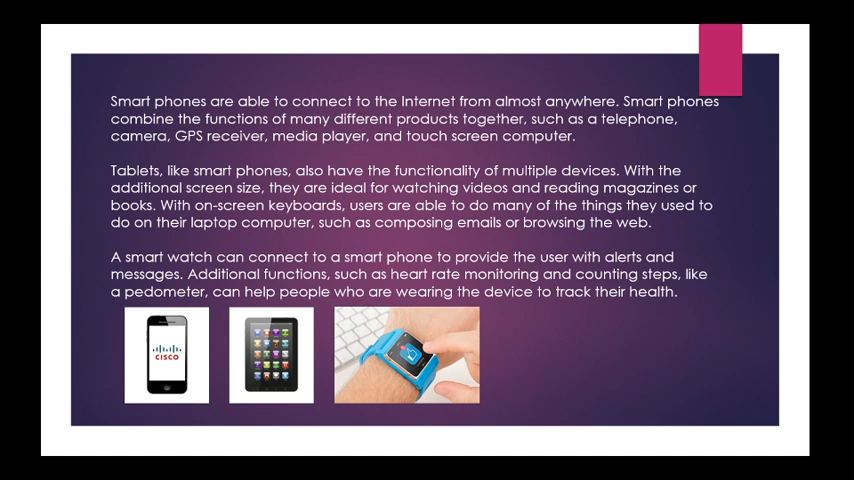 Smart phones are able to connect to the Internet from almost anywhere. Smart phones
combine the functions of many different products together, such as a telephone,
camera, GPS receiver, media player, and touch screen computer.
Tablets, like smart phones, also have the functionality of multiple devices. With the
additional screen size, they are ideal for watching videos and reading magazines or
books. With on-screen keyboards, users are able to do many of the things they used to
do on their laptop computer, such as composing emails or browsing the web.
A smart watch can connect to a smart phone to provide the user with alerts and
messages. Additional functions, such as heart rate monitoring and counting steps, like
a pedometer, can help people who are wearing the device to track their health.
CISCO